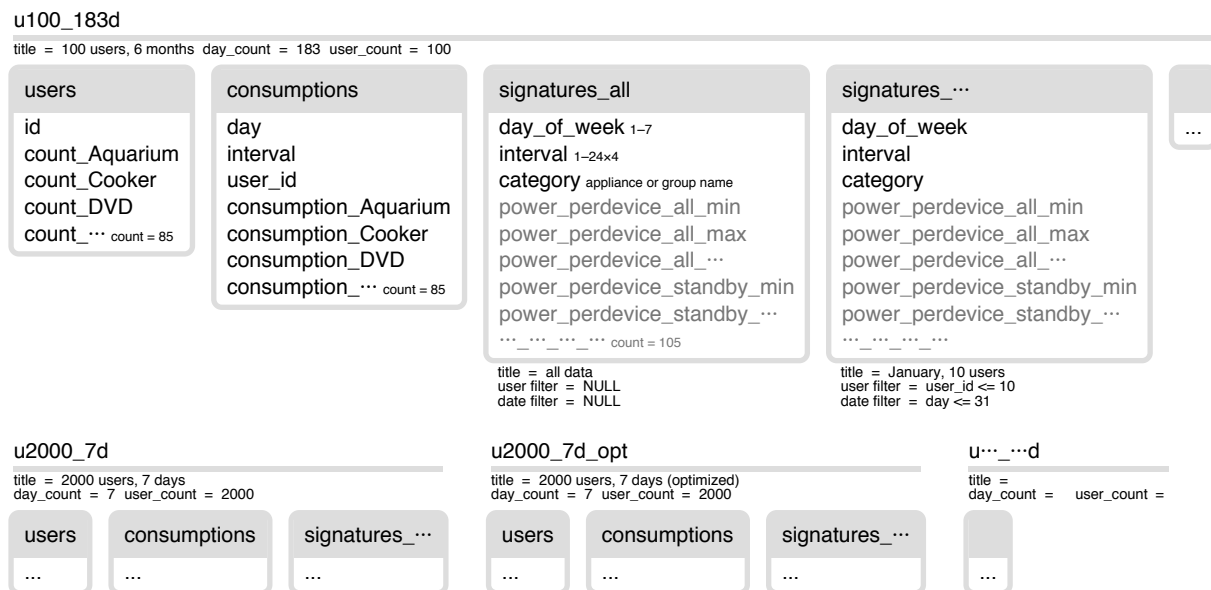 u100_183d
title = 100 users, 6 months day_count = 183 user_count = 100
users
id
count_Aquarium
count_Cooker
count_DVD
count_··· count = 85
consumptions
day
interval
user_id
consumption_Aquarium
consumption_Cooker
consumption_DVD
consumption_··· count = 85
signatures_all
day_of_week 1–7
interval 1–24×4
category appliance or group name
power_perdevice_all_min
power_perdevice_all_max
power_perdevice_all_···
power_perdevice_standby_min
power_perdevice_standby_···
···_···_···_··· count = 105
title = all data
user filter = NULL
date filter = NULL
signatures_···
day_of_week
interval
category
power_perdevice_all_min
power_perdevice_all_max
power_perdevice_all_···
power_perdevice_standby_min
power_perdevice_standby_···
···_···_···_···
title = January, 10 users
user filter = user_id <= 10
date filter = day <= 31
...
u2000_7d
title = 2000 users, 7 days
day_count = 7 user_count = 2000
users
...
consumptions
...
signatures_···
...
u2000_7d_opt
title = 2000 users, 7 days (optimized)
day_count = 7 user_count = 2000
users
...
consumptions
...
signatures_···
...
u···_···d
title =
day_count = user_count =
...